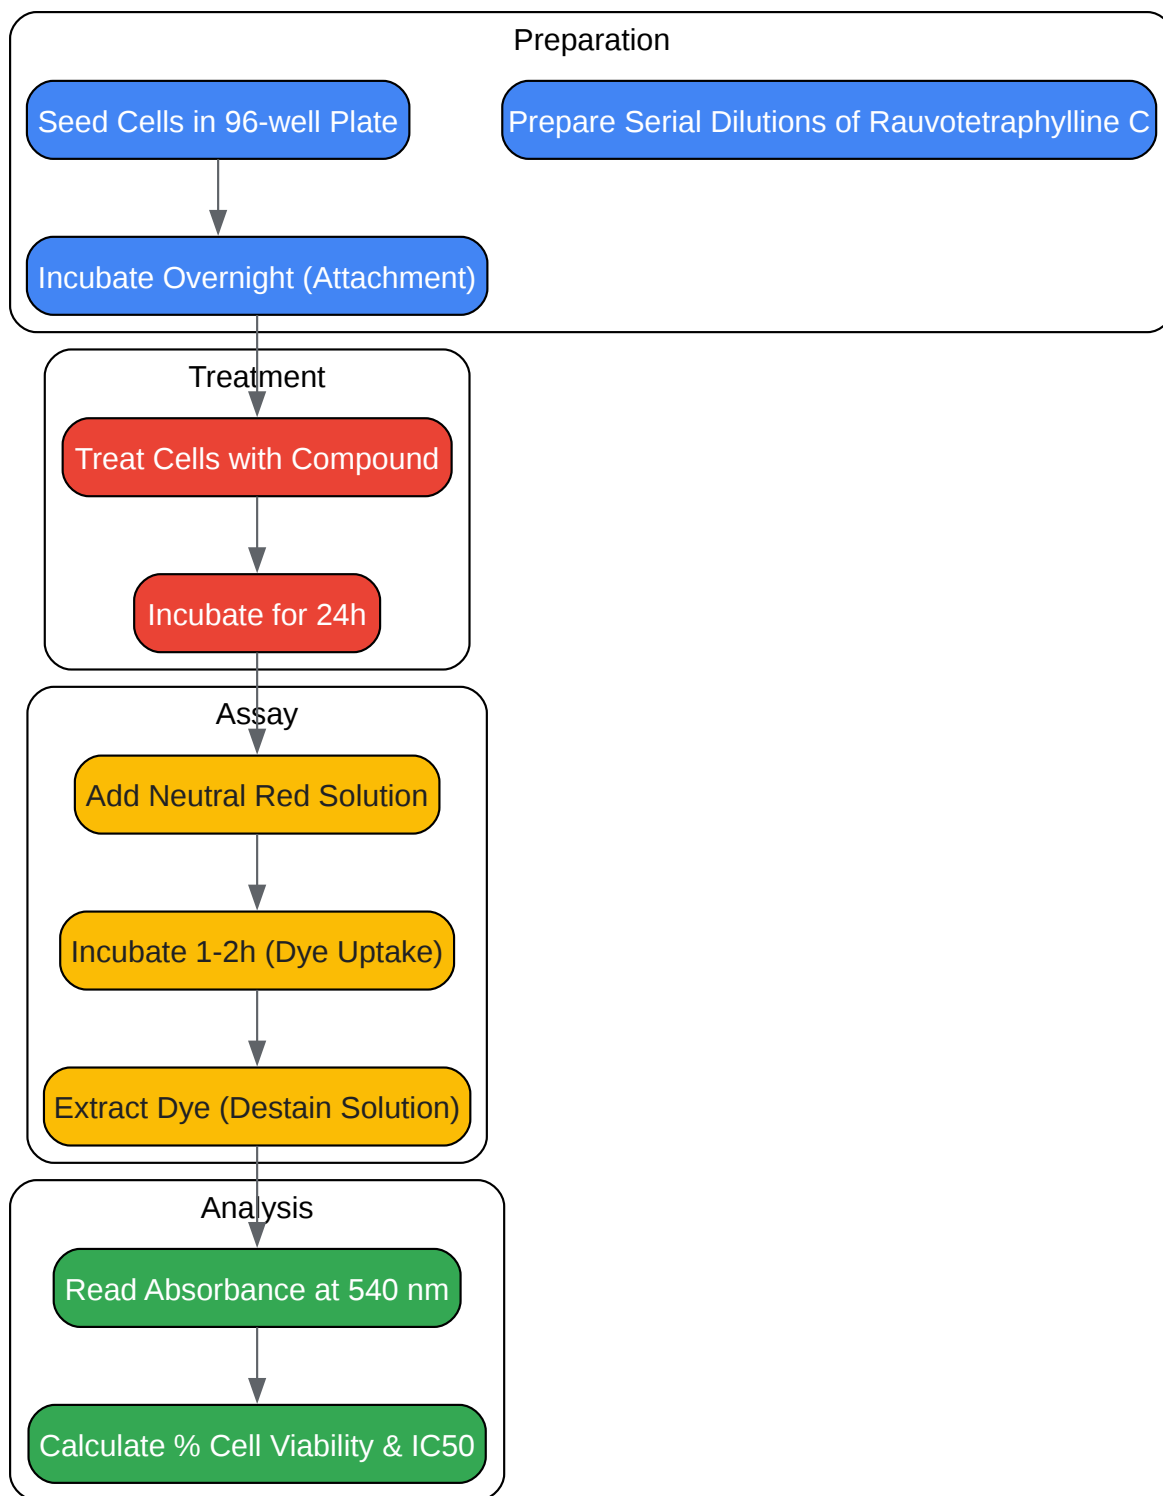 Preparation
Seed Cells in 96-well Plate
Prepare Serial Dilutions of Rauvotetraphylline C
Incubate Overnight (Attachment)
Treatment
Treat Cells with Compound
Incubate for 24h
Assay
Add Neutral Red Solution
Incubate 1-2h (Dye Uptake)
Extract Dye (Destain Solution)
Analysis
Read Absorbance at 540 nm
Calculate % Cell Viability & IC50